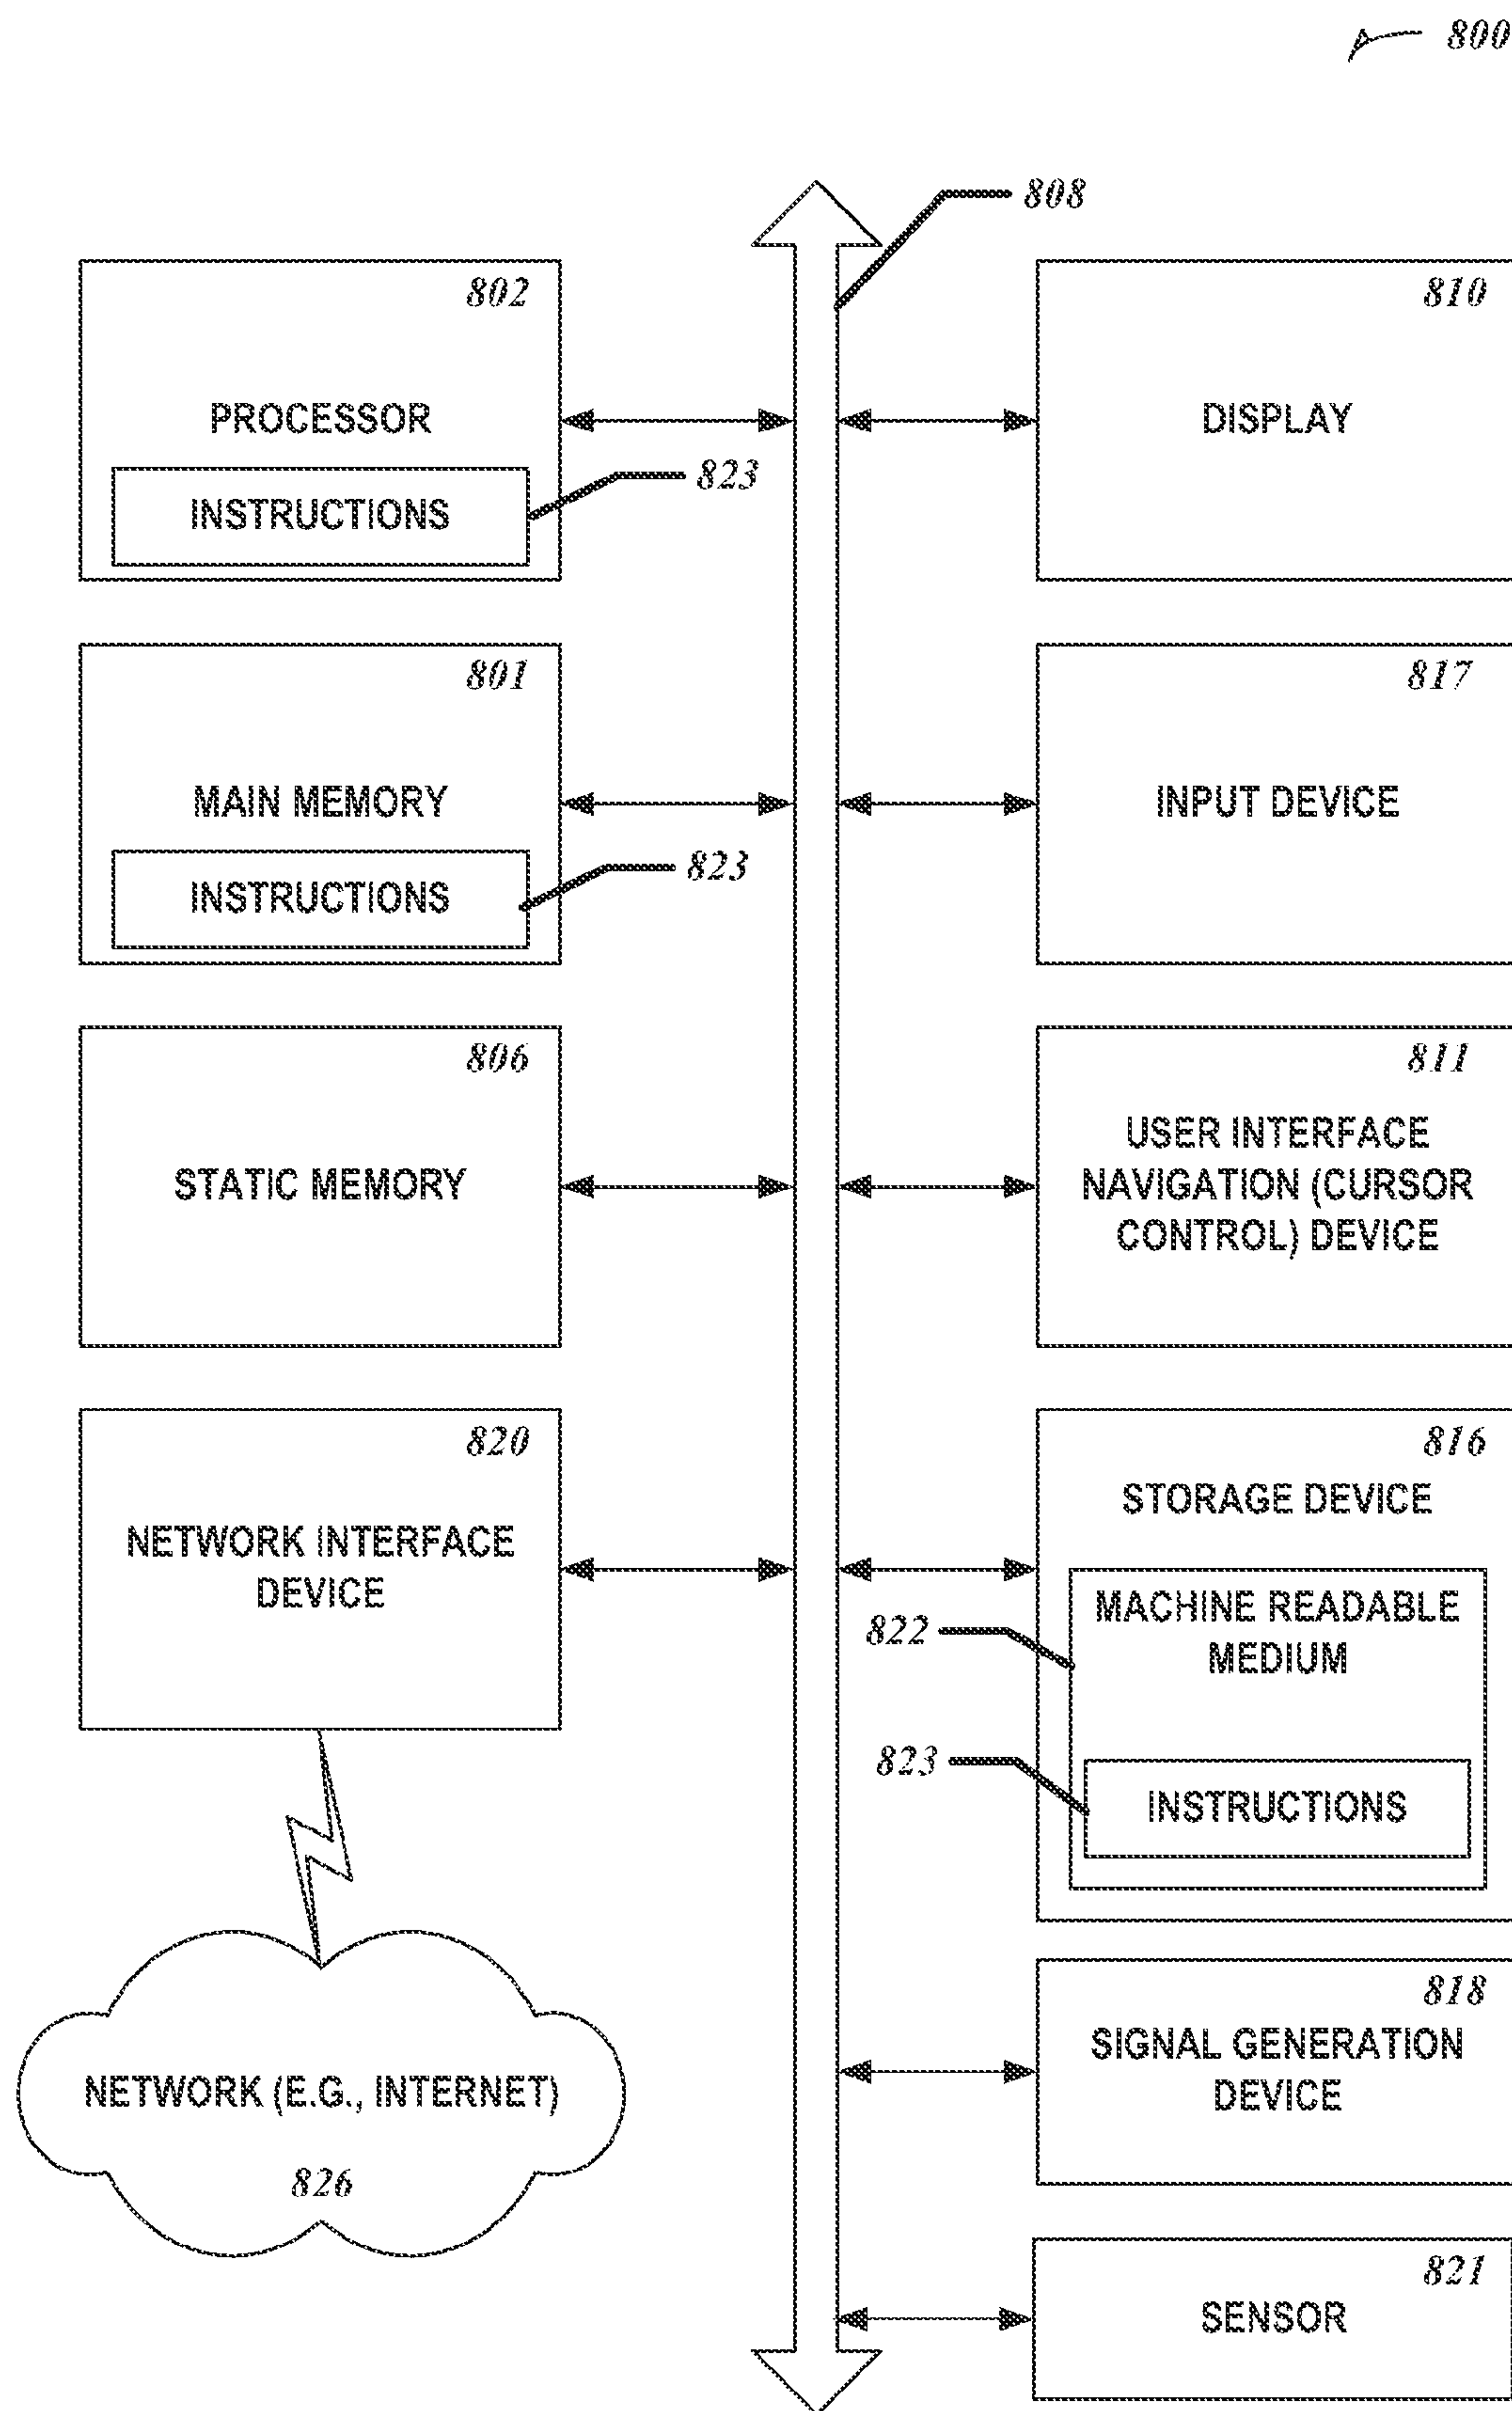 800
808
802
PROCESSOR
INSTRUCTIONS
823
810
DISPLAY
801
MAIN MEMORY
INSTRUCTIONS
823
817
INPUT DEVICE
806
STATIC MEMORY
811
USER INTERFACE
NAVIGATION (CURSOR
CONTROL) DEVICE
820
NETWORK INTERFACE
DEVICE
816
STORAGE DEVICE
MACHINE READABLE
MEDIUM
822
823
INSTRUCTIONS
NETWORK (E.G., INTERNET)
826
818
SIGNAL GENERATION
DEVICE
821
SENSOR